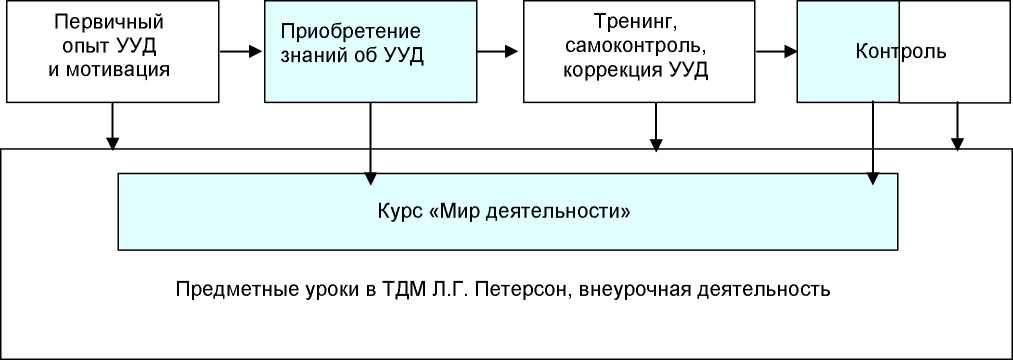 Первичный
опыт УУД
и мотивация
Приобретение
знаний об УУД
Тренинг,
самоконтроль,
коррекция УУД
Контроль
Курс «Мир деятельности»
Предметные уроки в ТДМ Л.Г. Петерсон, внеурочная деятельность